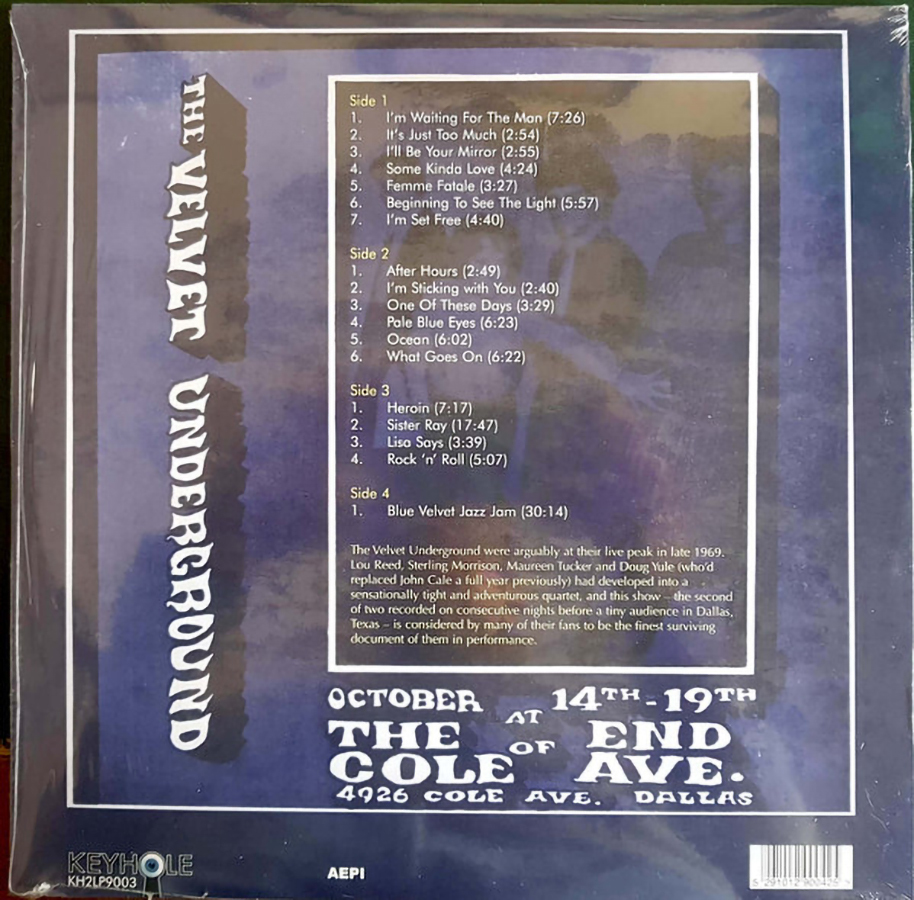 THE VELVET UNDERGROUND
Side 1
1. I'm Waiting For The Man (7:26)
2. It's Just Too Much (2:54)
3. I'll Be Your Mirror (2:55)
4. Some Kinda Love (4:24)
5. Femme Fatale (3:27)
6. Beginning To See The Light (5:57)
7. I'm Set Free (4:40)
Side 2
1. After Hours (2:49)
2. I'm Sticking with You (2:40)
3. One Of These Days (3:29)
4. Pale Blue Eyes (6:23)
5. Ocean (6:02)
6. What Goes On (6:22)
Side 3
1. Heroin (7:17)
2. Sister Ray (17:47)
3. Lisa Says (3:39)
4. Rock 'n' Roll (5:07)
Side 4
1. Blue Velvet Jazz Jam (30:14)
The Velvet Underground were arguably at their live peak in late 1969.
Lou Reed, Sterling Morrison, Maureen Tucker and Doug Yule (who'd
replaced John Cale a full year previously) had developed into a
sensationally tight and adventurous quartet, and this show – the second
of two recorded on consecutive nights before a tiny audience in Dallas,
Texas – is considered by many of their fans to be the finest surviving
document of them in performance.
OCTOBER 14TH - 19TH
AT
THE END
OF
COLE AVE.
4926 COLE AVE. DALLAS
KEYHOLE
KH2LP9003
AEPI
5 291012 900425